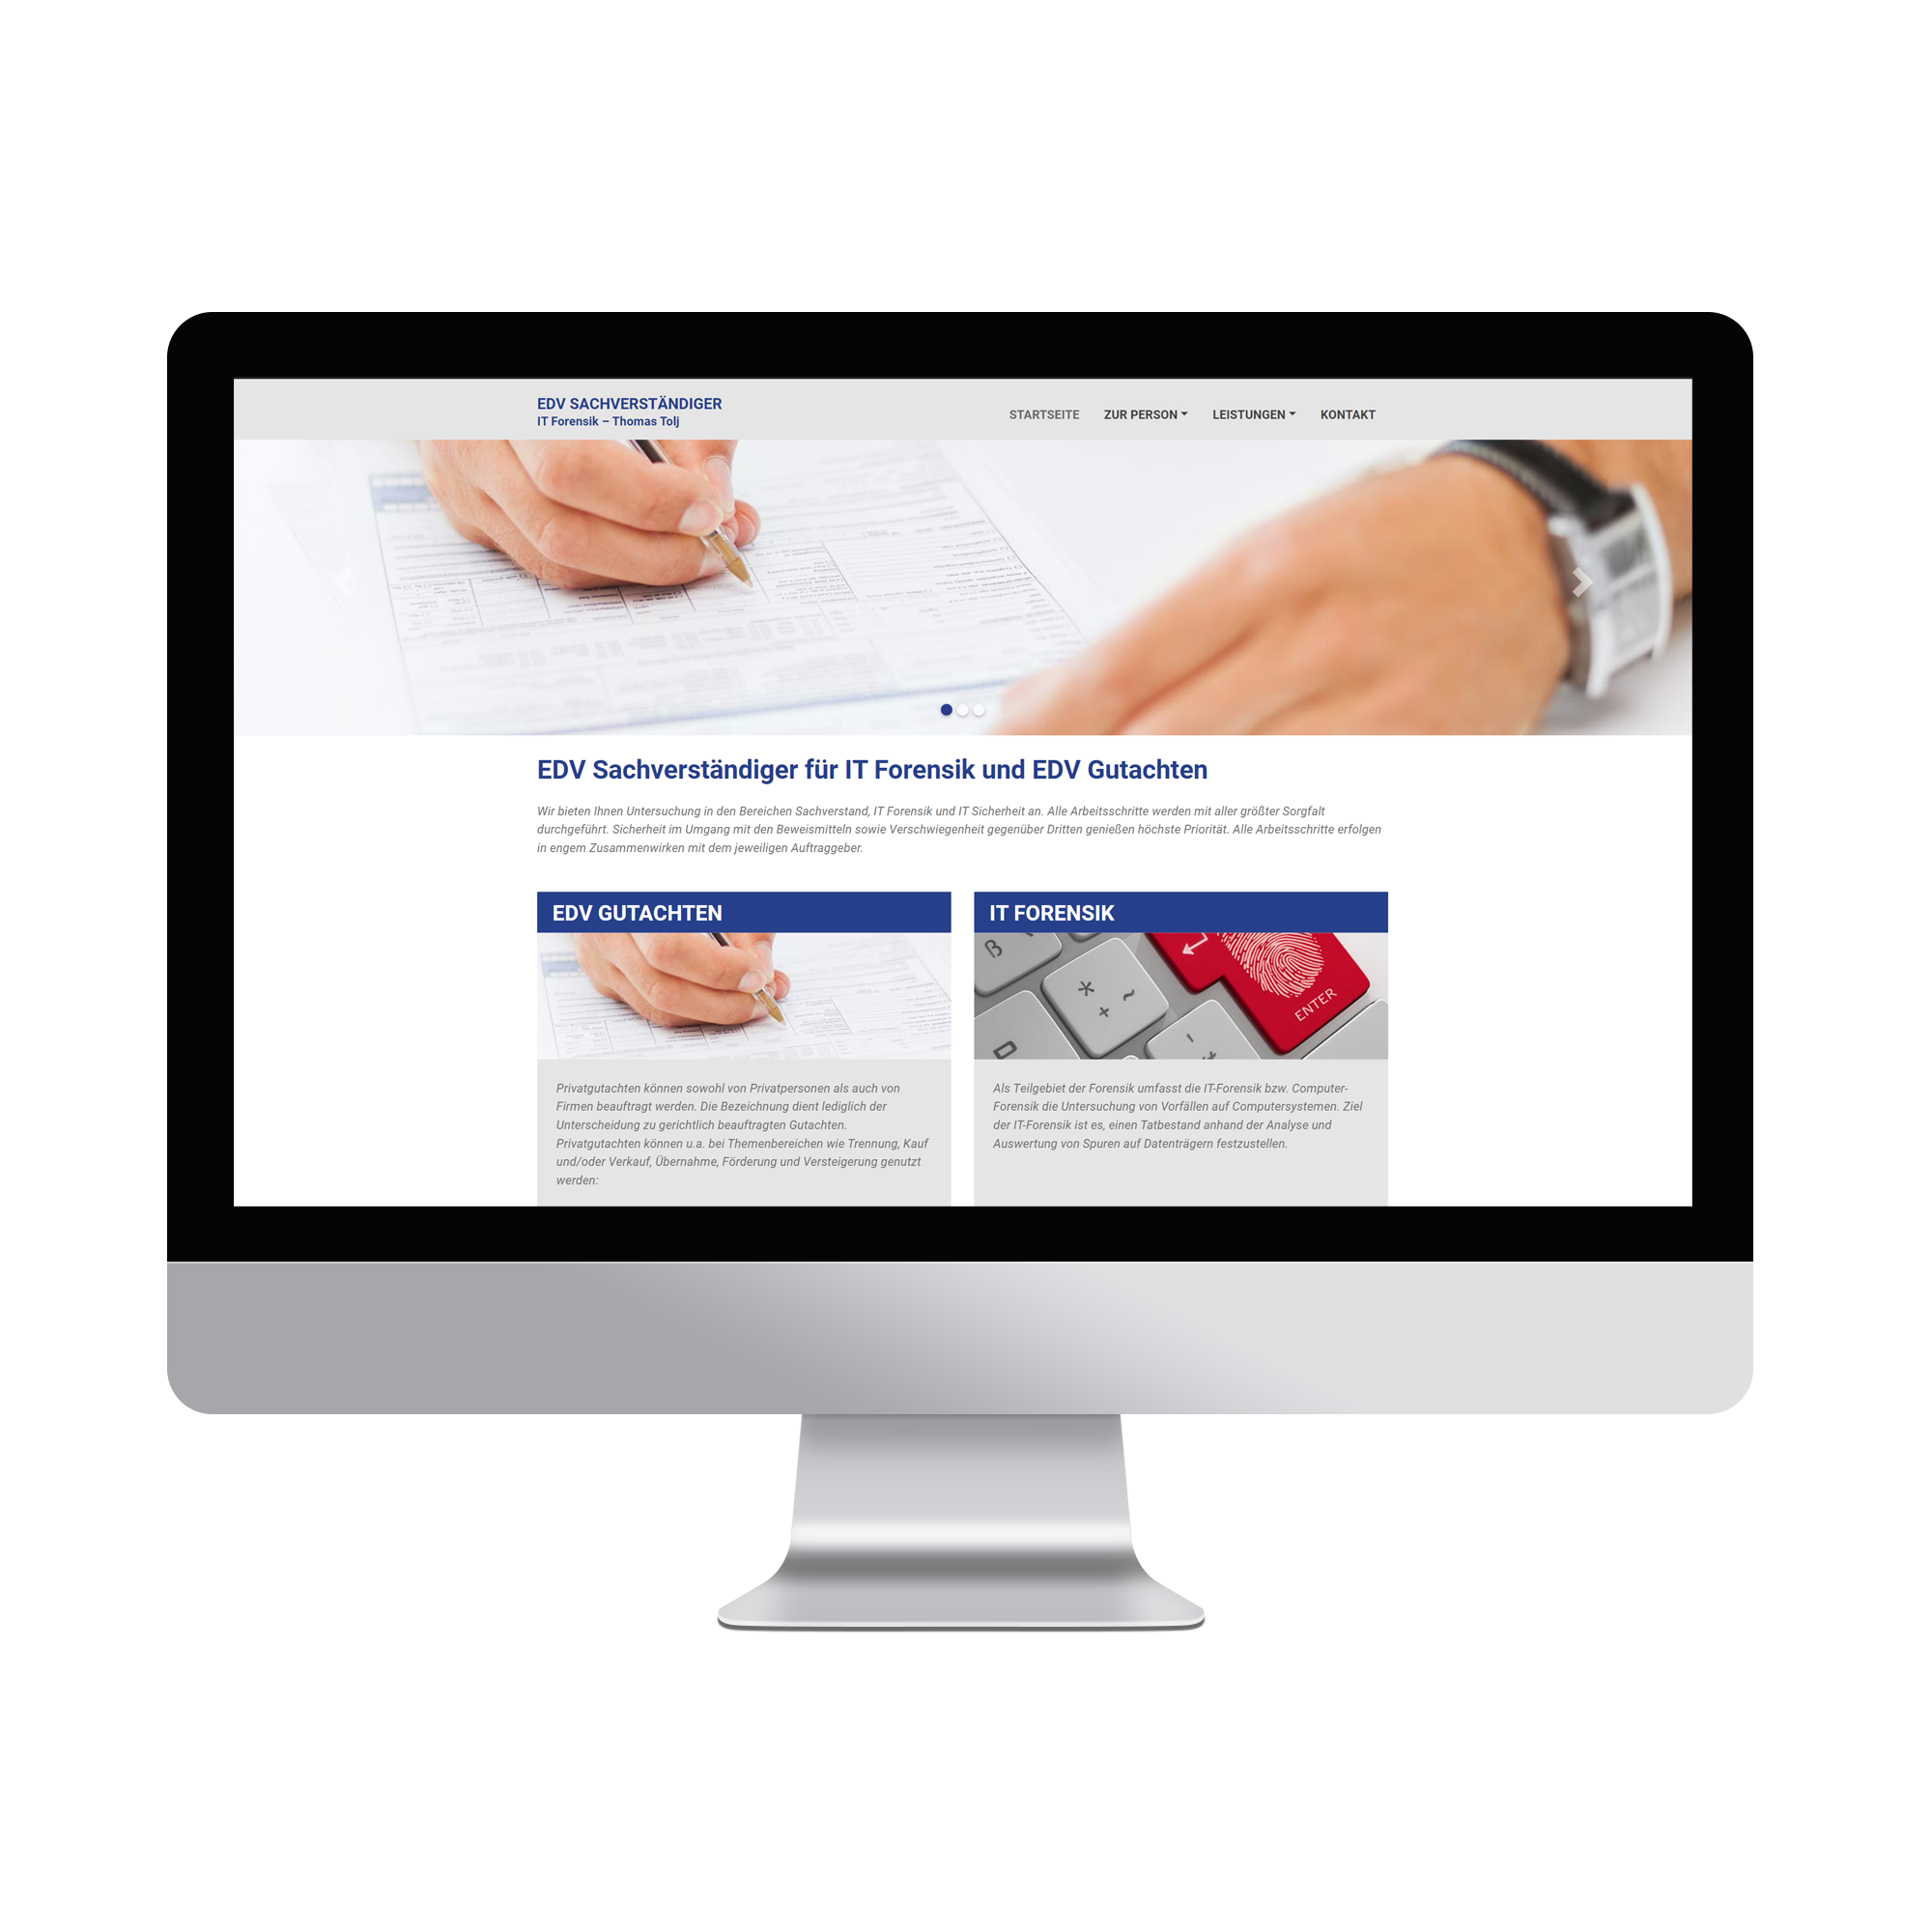 EDV SACHVERSTÄNDIGER
IT Forensik – Thomas Tolj
STARTSEITE ZUR PERSON LEISTUNGEN KONTAKT
EDV Sachverständiger für IT Forensik und EDV Gutachten
Wir bieten Ihnen Untersuchung in den Bereichen Sachverstand, IT Forensik und IT Sicherheit an. Alle Arbeitsschritte werden mit aller größter Sorgfalt
durchgeführt. Sicherheit im Umgang mit den Beweismitteln sowie Verschwiegenheit gegenüber Dritten genießen höchste Priorität. Alle Arbeitsschritte erfolgen
in engem Zusammenwirken mit dem jeweiligen Auftraggeber.
EDV GUTACHTEN
Privatgutachten können sowohl von Privatpersonen als auch von
Firmen beauftragt werden. Die Bezeichnung dient lediglich der
Unterscheidung zu gerichtlich beauftragten Gutachten.
Privatgutachten können u.a. bei Themenbereichen wie Trennung, Kauf
und/oder Verkauf, Übernahme, Förderung und Versteigerung genutzt
werden:
IT FORENSIK
ß
* + ~
ENTER
Als Teilgebiet der Forensik umfasst die IT-Forensik bzw. Computer-
Forensik die Untersuchung von Vorfällen auf Computersystemen. Ziel
der IT-Forensik ist es, einen Tatbestand anhand der Analyse und
Auswertung von Spuren auf Datenträgern festzustellen.